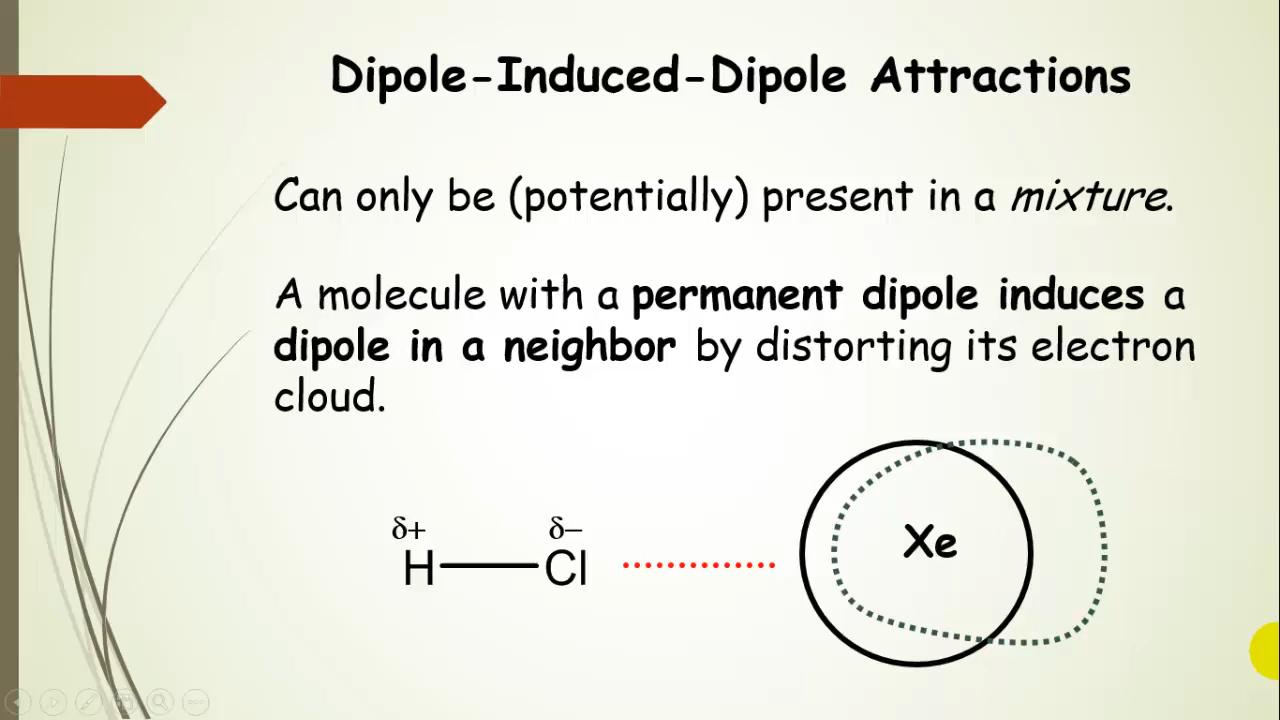 Dipole-Induced-Dipole Attractions
Can only be (potentially) present in a mixture.
A molecule with a permanent dipole induces a
dipole in a neighbor by distorting its electron
cloud.
δ+ δ−
H Cl
Xe